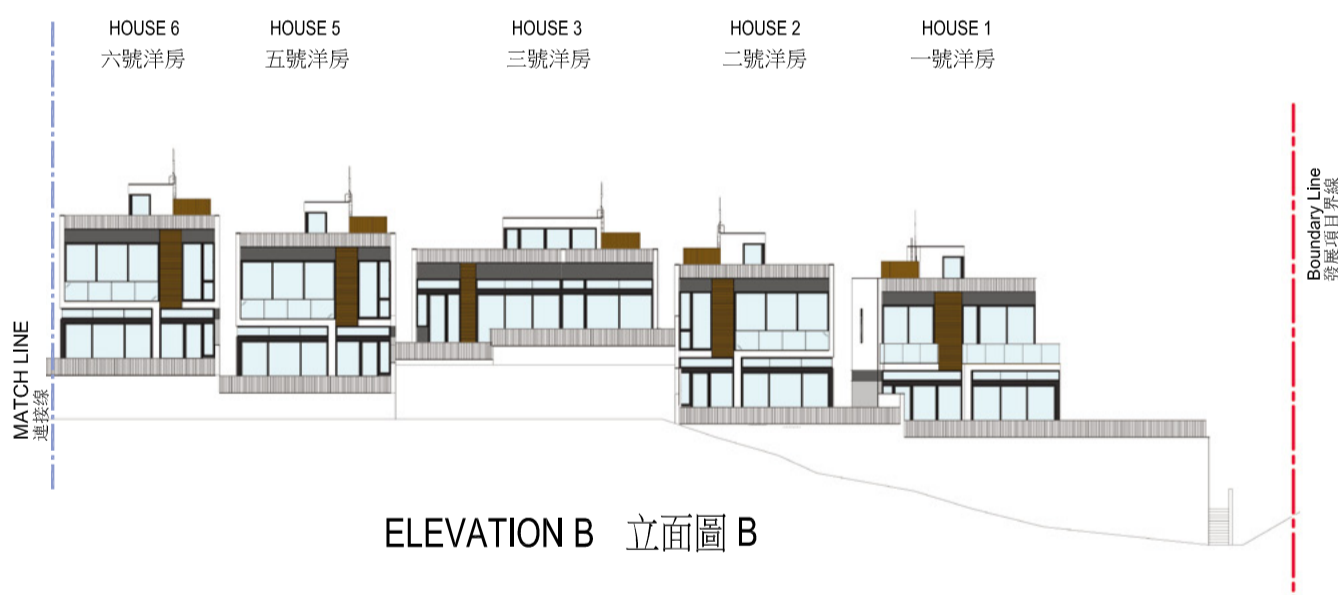 HOUSE 6
六號洋房
HOUSE 5
五號洋房
HOUSE 3
三號洋房
HOUSE 2
二號洋房
HOUSE 1
一號洋房
MATCH LINE
連接线
Boundary Line
發展項目界線
ELEVATION B 立面圖 B